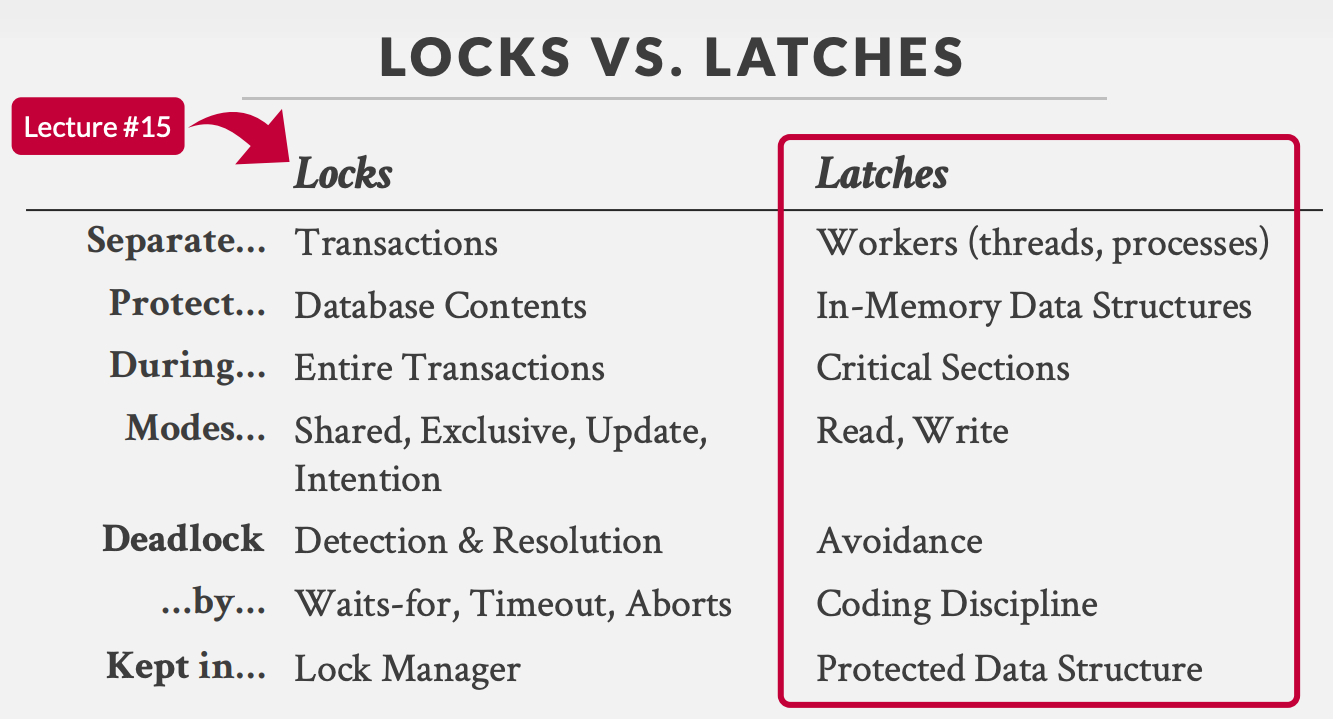 LOCKS VS. LATCHES
Lecture #15
Locks Latches
Separate... Transactions Workers (threads, processes)
Protect... Database Contents In-Memory Data Structures
During... Entire Transactions Critical Sections
Modes... Shared, Exclusive, Update, Read, Write
Intention
Deadlock Detection & Resolution Avoidance
...by... Waits-for, Timeout, Aborts Coding Discipline
Kept in... Lock Manager Protected Data Structure